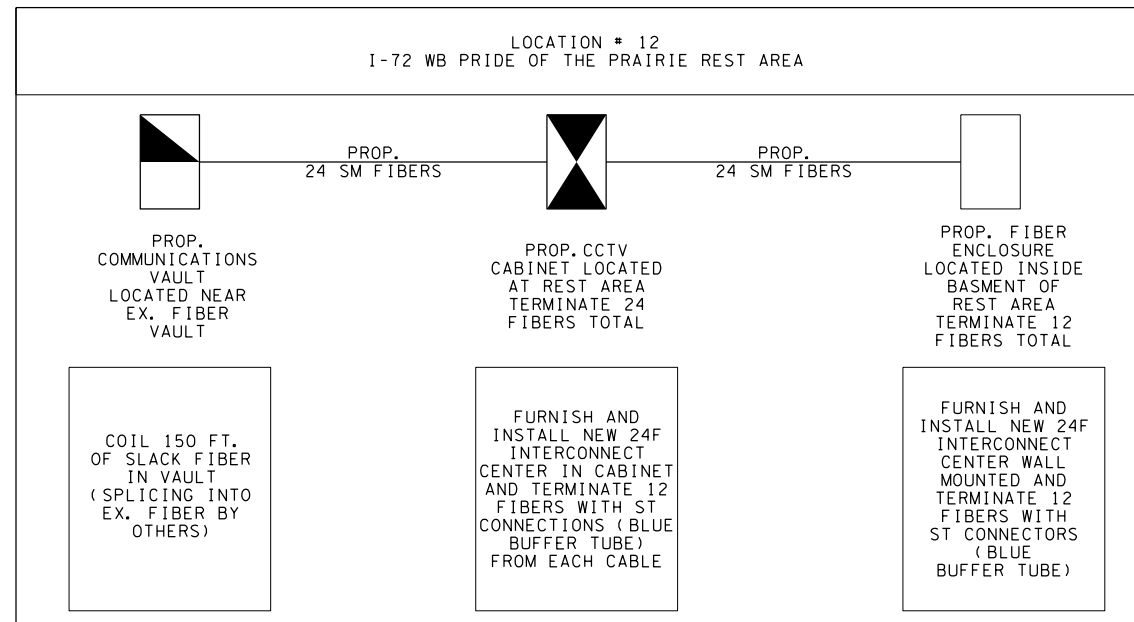 LOCATION # 12
I-72 WB PRIDE OF THE PRAIRIE REST AREA
PROP.
24 SM FIBERS
PROP.
24 SM FIBERS
PROP.
COMMUNICATIONS
VAULT
LOCATED NEAR
EX. FIBER
VAULT
PROP. CCTV
CABINET LOCATED
AT REST AREA
TERMINATE 24
FIBERS TOTAL
PROP. FIBER
ENCLOSURE
LOCATED INSIDE
BASMENT OF
REST AREA
TERMINATE 12
FIBERS TOTAL
COIL 150 FT.
OF SLACK FIBER
IN VAULT
(SPLICING INTO
EX. FIBER BY
OTHERS)
FURNISH AND
INSTALL NEW 24F
INTERCONNECT
CENTER IN CABINET
AND TERMINATE 12
FIBERS WITH ST
CONNECTIONS (BLUE
BUFFER TUBE)
FROM EACH CABLE
FURNISH AND
INSTALL NEW 24F
INTERCONNECT
CENTER WALL
MOUNTED AND
TERMINATE 12
FIBERS WITH
ST CONNECTORS
(BLUE
BUFFER TUBE)